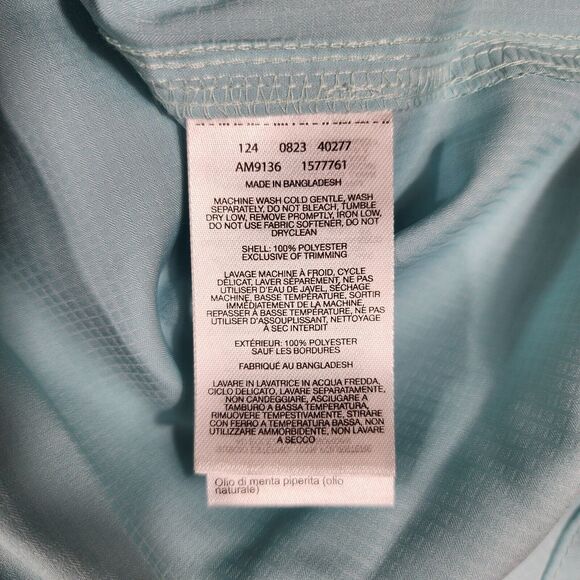 124 0823 40277
AM9136 1577761
MADE IN BANGLADESH
MACHINE WASH COLD GENTLE, WASH
SEPARATELY, DO NOT BLEACH, TUMBLE
DRY LOW, REMOVE PROMPTLY, IRON LOW,
DO NOT USE FABRIC SOFTENER, DO NOT
DRYCLEAN
SHELL: 100% POLYESTER
EXCLUSIVE OF TRIMMING
LAVAGE MACHINE À FROID, CYCLE
DÉLICAT, LAVER SÉPARÉMENT, NE PAS
UTILISER D'EAU DE JAVEL, SÉCHAGE
MACHINE, BASSE TEMPÉRATURE, SORTIR
IMMÉDIATEMENT DE LA MACHINE,
REPASSER À BASSE TEMPÉRATURE, NE PAS
UTILISER D'ASSOUPLISSANT, NETTOYAGE
À SEC INTERDIT
EXTÉRIEUR: 100% POLYESTER
SAUF LES BORDURES
FABRIQUÉ AU BANGLADESH
LAVARE IN LAVATRICE IN ACQUA FREDDA,
CICLO DELICATO, LAVARE SEPARATAMENTE,
NON CANDEGGIARE, ASCIUGARE A
TAMBURO A BASSA TEMPERATURA,
RIMUOVERE TEMPESTIVAMENTE, STIRARE
CON FERRO A TEMPERATURA BASSA, NON
UTILIZZARE AMMORBIDENTE, NON LAVARE
A SECCO
Olio di menta piperita (olio
naturale)